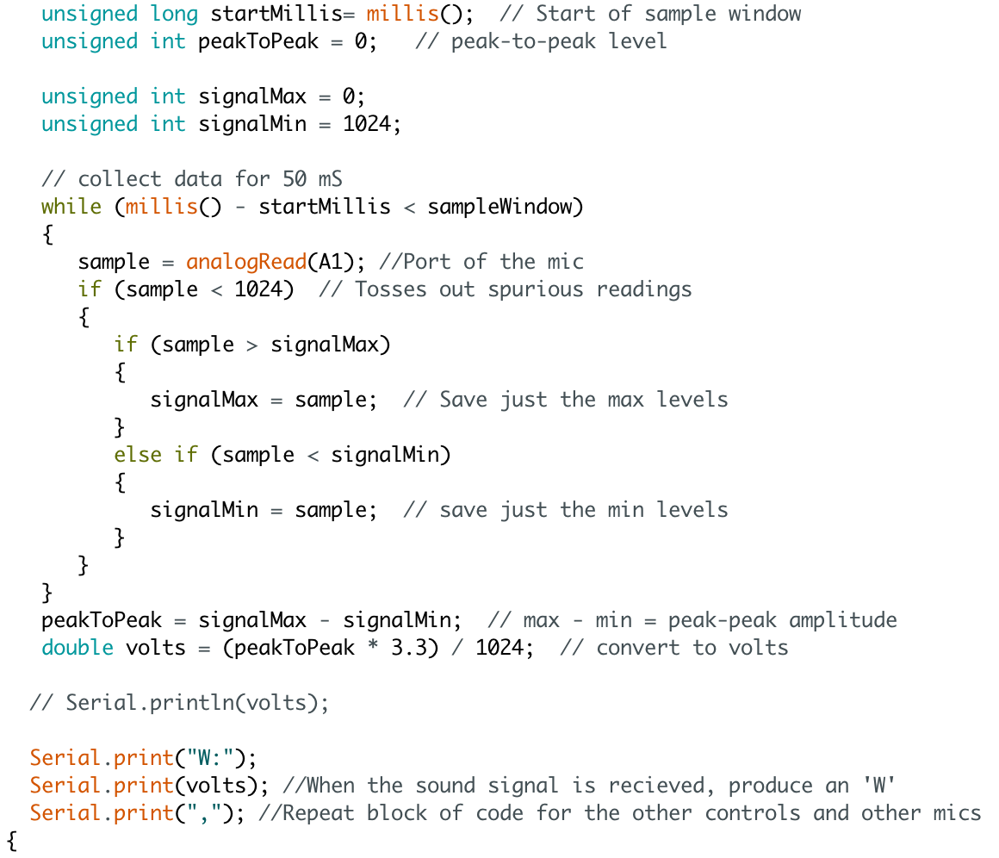 unsigned long startMillis= millis();  // Start of sample window
unsigned int peakToPeak = 0;   // peak-to-peak level

unsigned int signalMax = 0;
unsigned int signalMin = 1024;

// collect data for 50 mS
while (millis() - startMillis < sampleWindow)
{
   sample = analogRead(A1); //Port of the mic
   if (sample < 1024)  // Tosses out spurious readings
   {
      if (sample > signalMax)
      {
         signalMax = sample;  // Save just the max levels
      }
      else if (sample < signalMin)
      {
         signalMin = sample;  // save just the min levels
      }
   }
}
peakToPeak = signalMax - signalMin;  // max - min = peak-peak amplitude
double volts = (peakToPeak * 3.3) / 1024;  // convert to volts

// Serial.println(volts);

Serial.print("W:");
Serial.print(volts); //When the sound signal is recieved, produce an 'W'
Serial.print(","); //Repeat block of code for the other controls and other mics
{